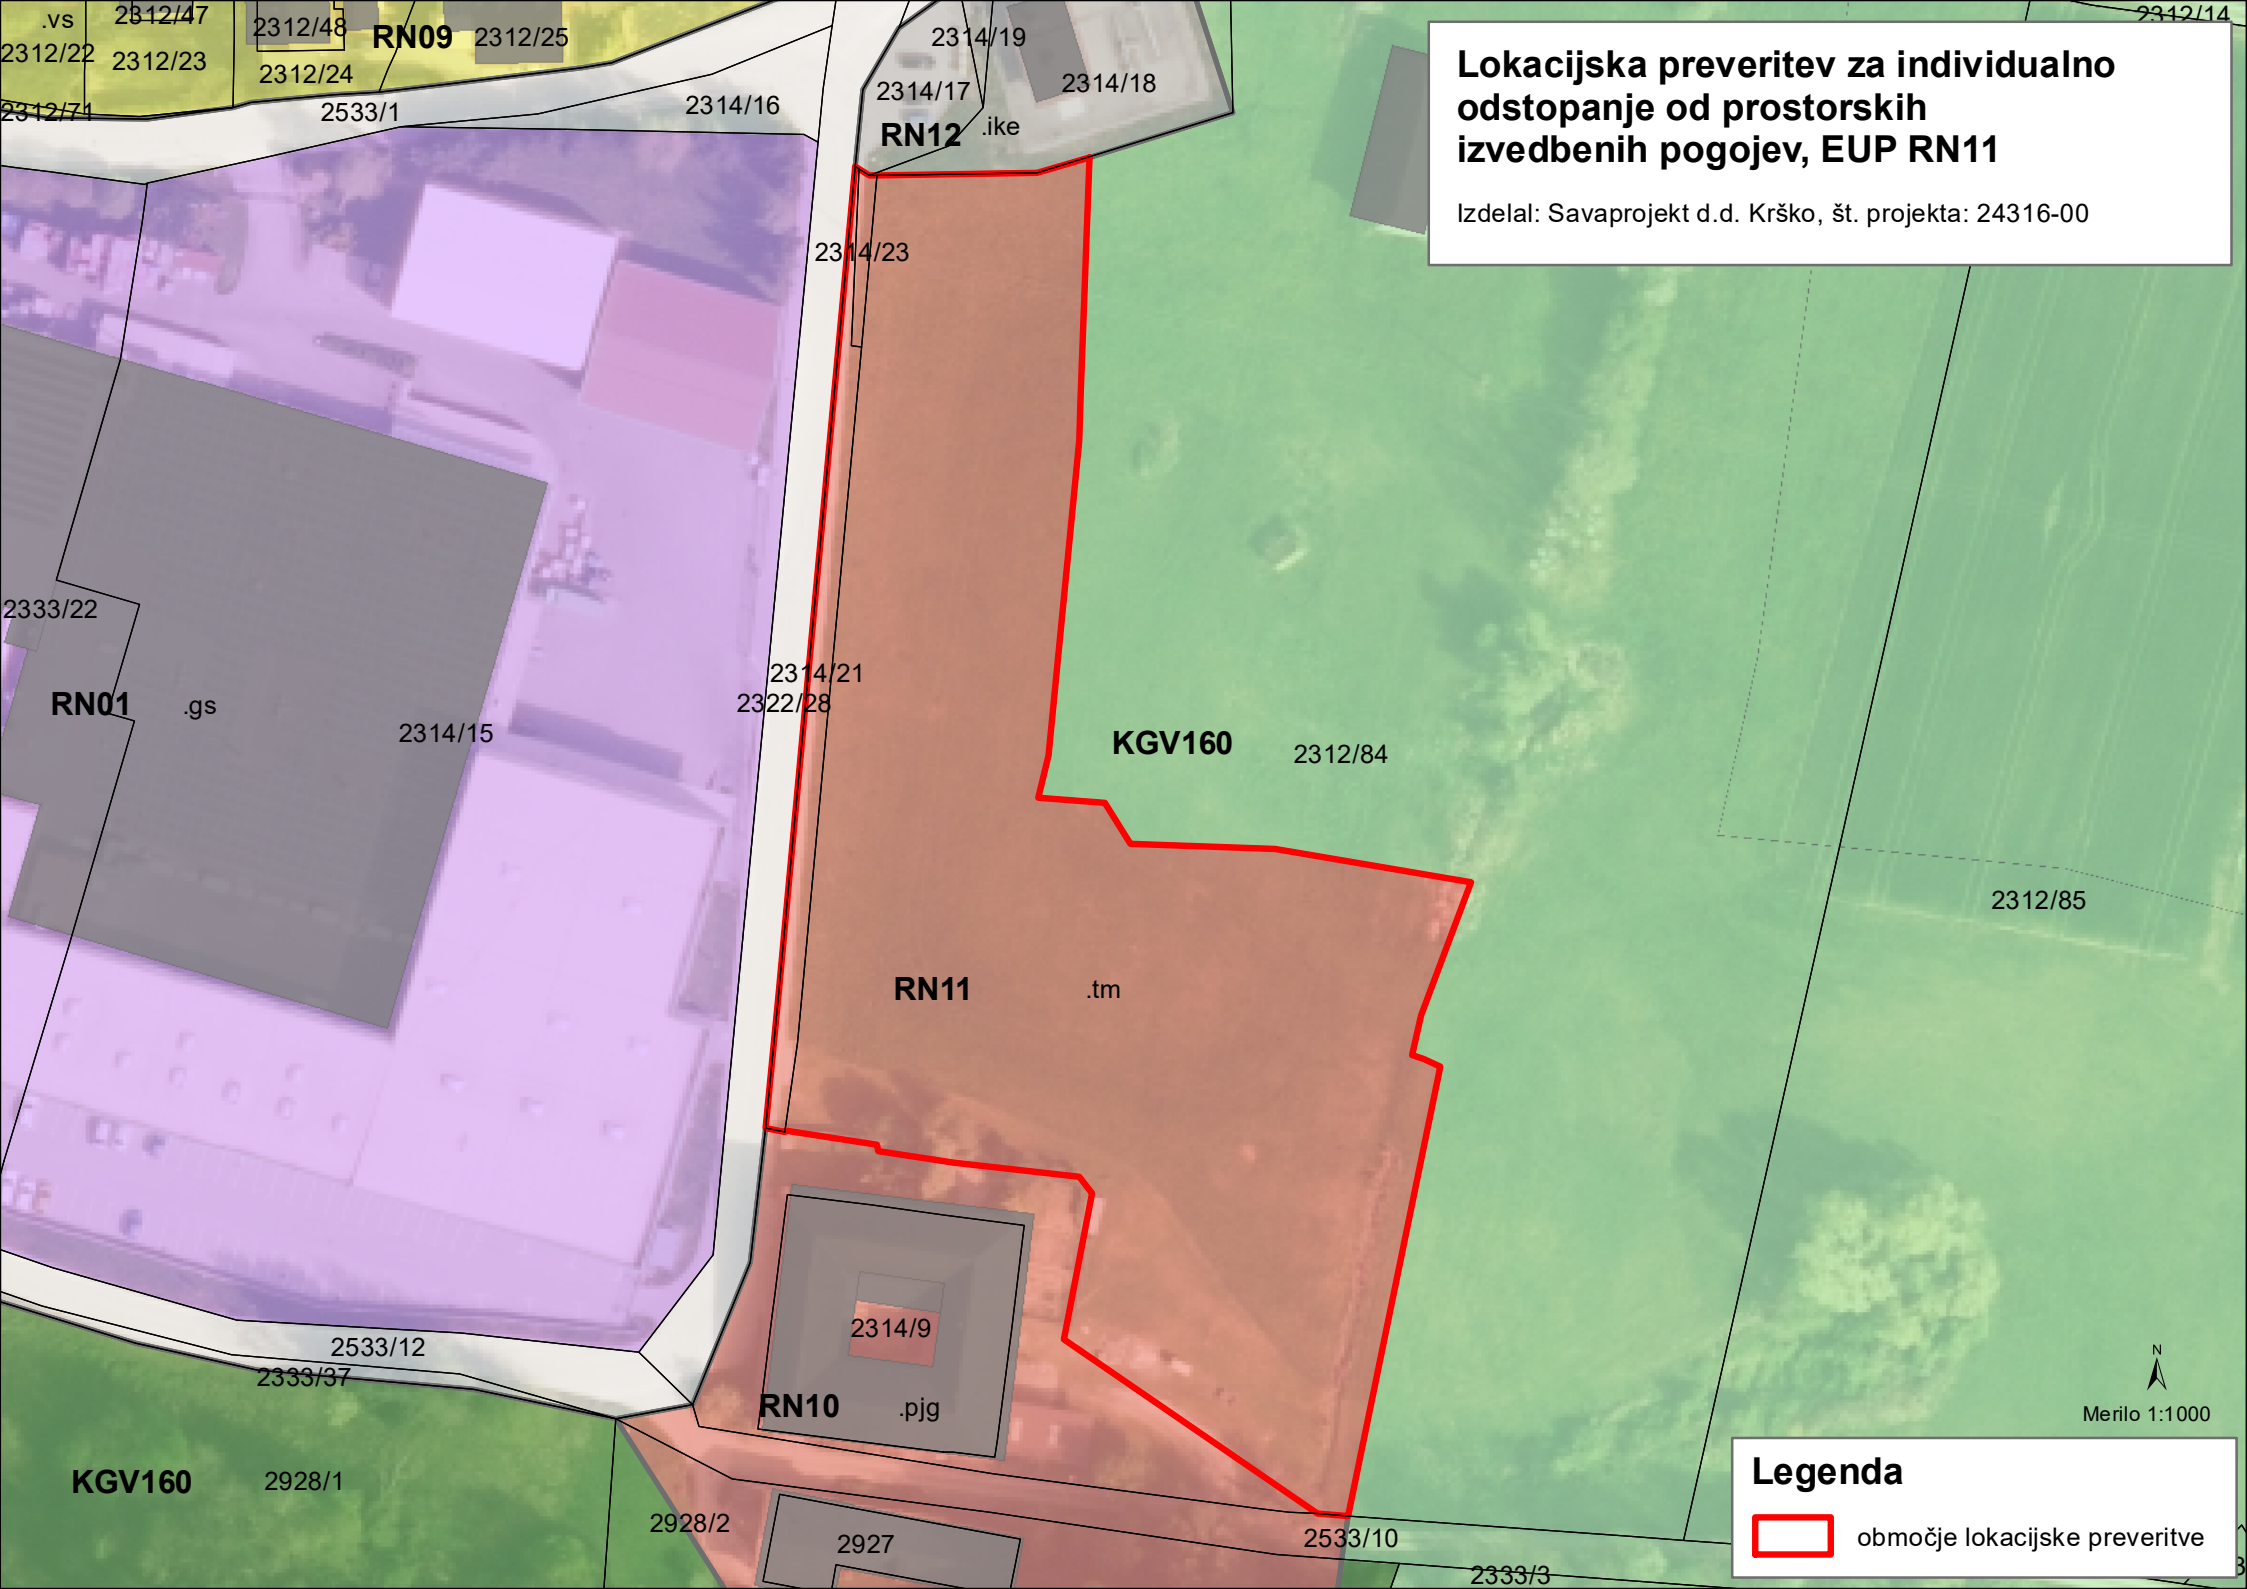 Lokacijska preveritev za individualno
odstopanje od prostorskih
izvedbenih pogojev, EUP RN11
Izdelal: Savaprojekt d.d. Krško, št. projekta: 24316-00
.vs
2312/47
2312/48
RN09
2312/25
2312/22
2312/23
2312/24
2312/71
2533/1
2314/16
2314/19
2314/17
2314/18
RN12
.ike
2312/14
2314/23
2333/22
RN01
.gs
2314/15
2314/21
2322/28
KGV160
2312/84
2312/85
RN11
.tm
2314/9
RN10
.pjg
2533/12
2333/37
KGV160
2928/1
2928/2
2927
2533/10
2333/3
N
Merilo 1:1000
Legenda
območje lokacijske preveritve